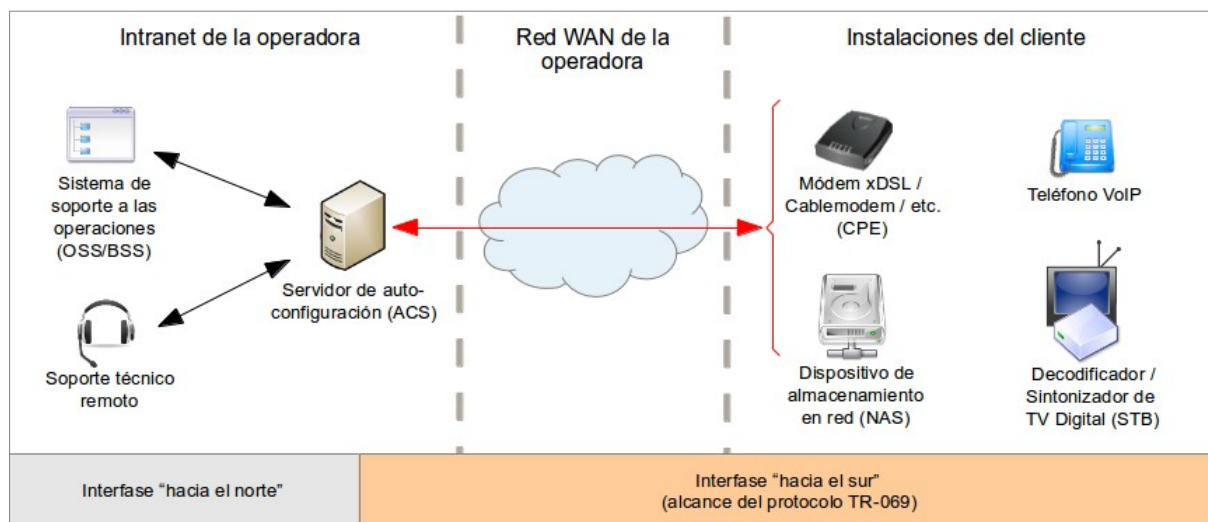 Intranet de la operadora
Red WAN de la
operadora
Instalaciones del cliente
Sistema de
soporte a las
operaciones
(OSS/BSS)
Servidor de auto-
configuración (ACS)
Soporte técnico
remoto
Módem xDSL /
Cablemodem / etc.
(CPE)
Teléfono VoIP
Dispositivo de
almacenamiento
en red (NAS)
Decodificador /
Sintonizador de
TV Digital (STB)
Interfase “hacia el norte”
Interfase “hacia el sur”
(alcance del protocolo TR-069)